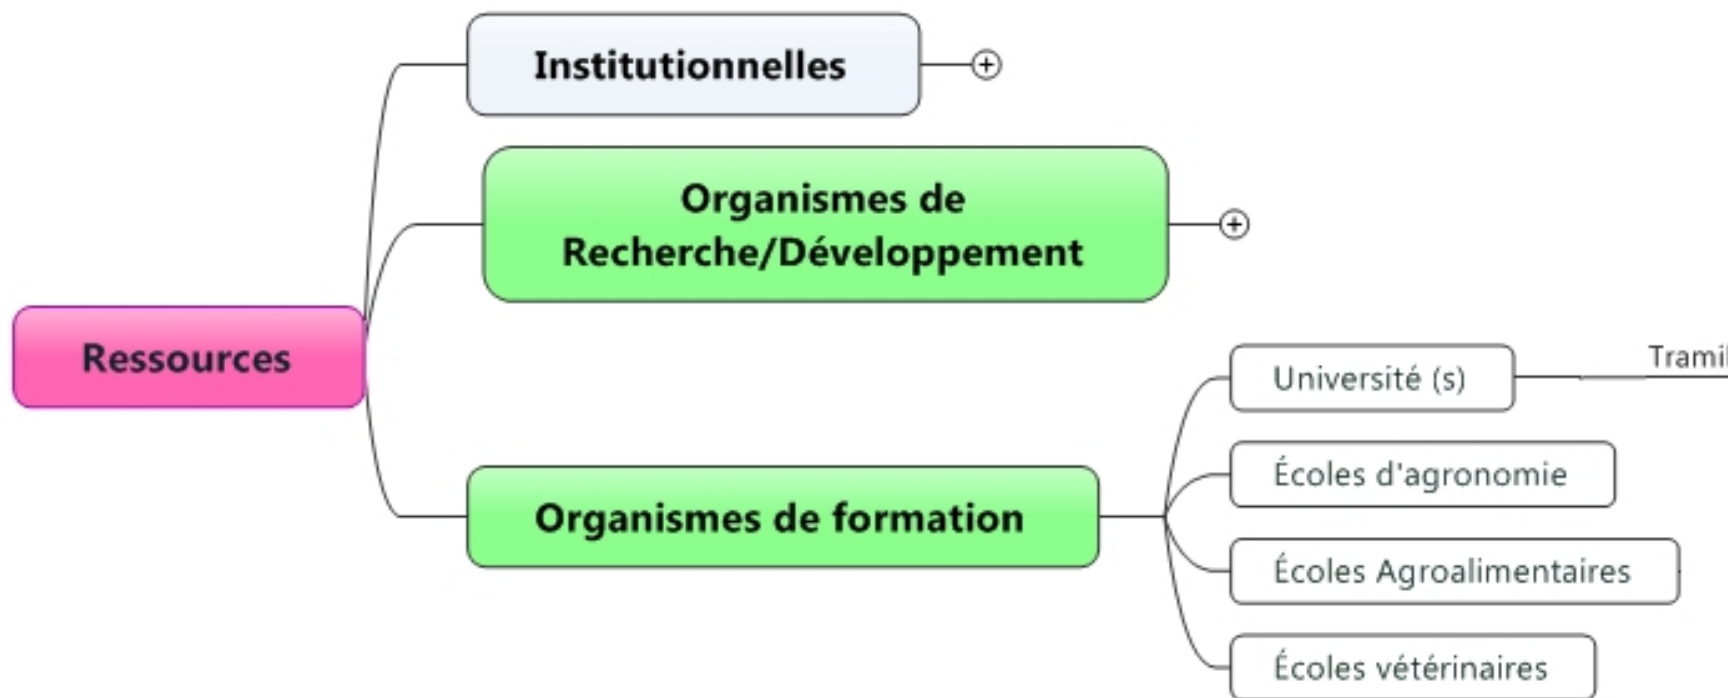 Institutionnelles
Organismes de
Recherche/Développement
Ressources
Organismes de formation
Université (s)
Écoles d'agronomie
Écoles Agroalimentaires
Écoles vétérinaires